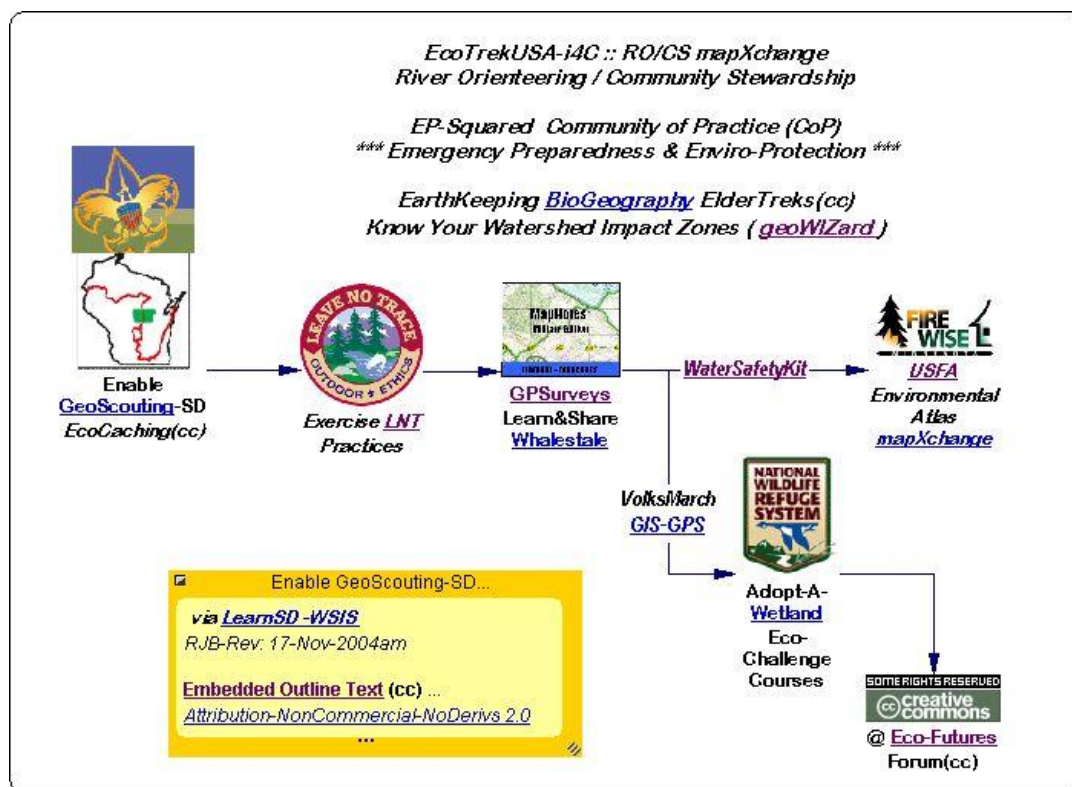 EcoTrekUSA-i4C :: RO/CS mapXchange
River Orienteering / Community Stewardship
EP-Squared Community of Practice (CoP)
*** Emergency Preparedness & Enviro-Protection ***
EarthKeeping BioGeography ElderTreks(cc)
Know Your Watershed Impact Zones ( geoWIZard )
Enable
GeoScouting-SD
EcoCaching(cc)
LEAVE NO TRACE
OUTDOOR ETHICS
Exercise LNT
Practices
MapNotes
Military Edition
GPSurveys
Learn&Share
Whalestale
WaterSafetyKit
FIRE
WISE
USFA
Environmental
Atlas
mapXchange
VolksMarch
GIS-GPS
NATIONAL
WILDLIFE
REFUGE
SYSTEM
Adopt-A-
Wetland
Eco-
Challenge
Courses
SOME RIGHTS RESERVED
cc creative
commons
@ Eco-Futures
Forum(cc)
Enable GeoScouting-SD...
via LearnSD -WSIS
RJB-Rev: 17-Nov-2004am
Embedded Outline Text (cc) ...
Attribution-NonCommercial-NoDerivs 2.0
...